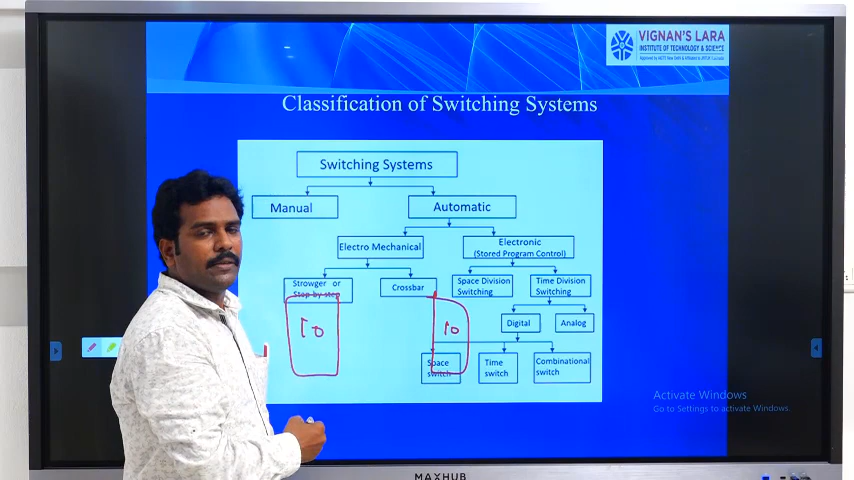 VIGNAN'S LARA
INSTITUTE OF TECHNOLOGY & SCIENCE
Classification of Switching Systems
Switching Systems
Manual
Automatic
Electro Mechanical
Electronic
(Stored Program Control)
Strowger or
Step-by-step
Crossbar
Space Division
Switching
Time Division
Switching
10
10
Digital
Analog
Space
switch
Time
switch
Combinational
switch
Activate Windows
Go to Settings to activate Windows.
MAXHUB